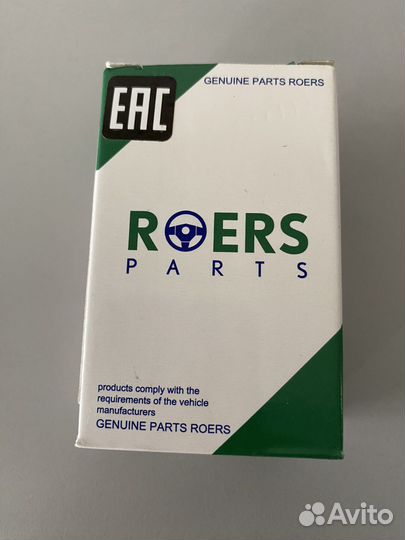 EAC
GENUINE PARTS ROERS
ROERS
PARTS
products comply with the
requirements of the vehicle
manufacturers
GENUINE PARTS ROERS
Avito